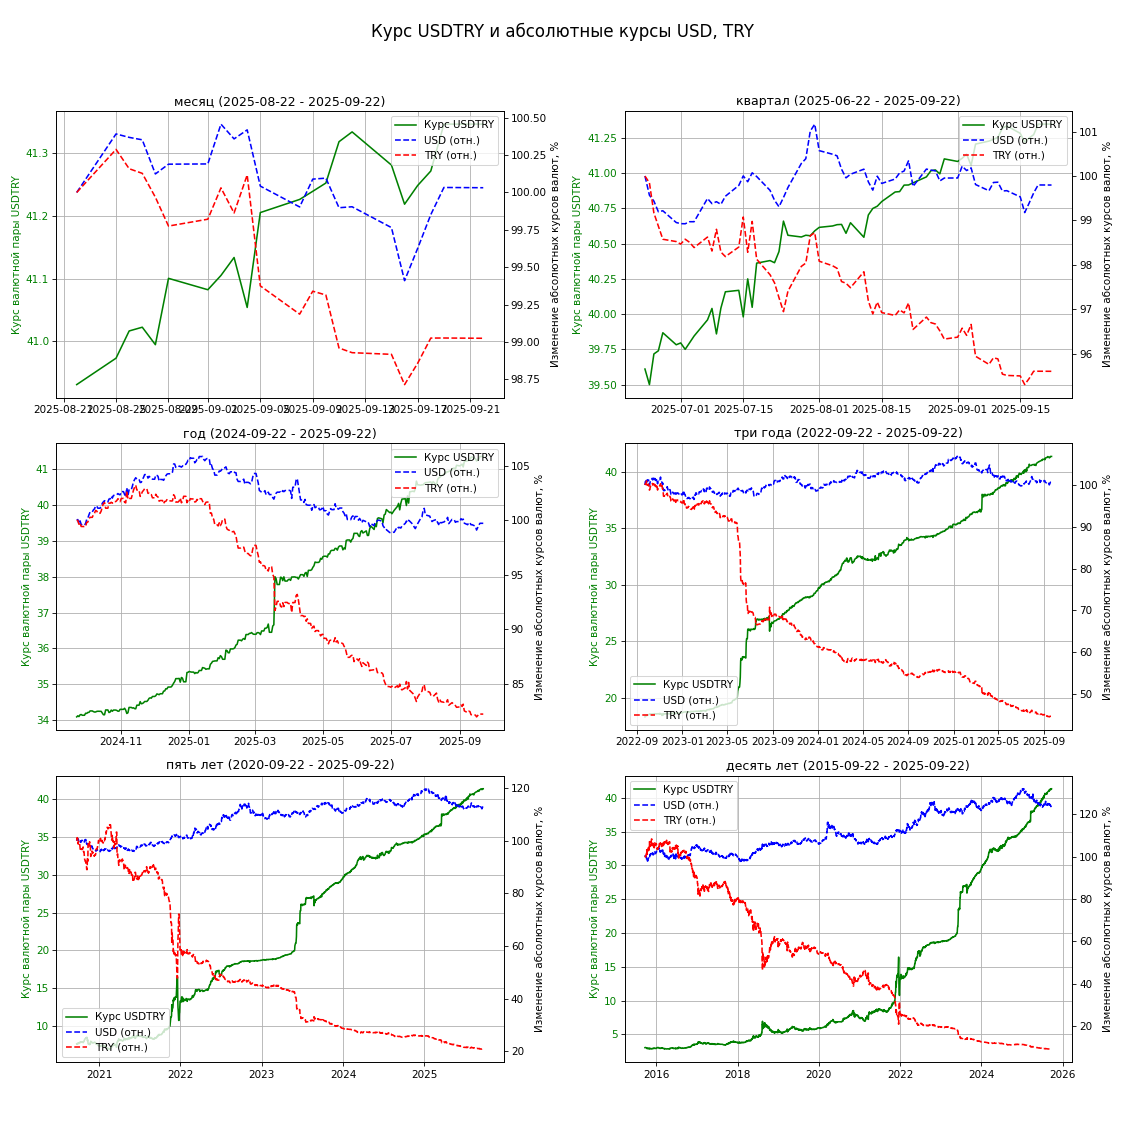 Курс USDTRY и абсолютные курсы USD, TRY
месяц (2025-08-22 - 2025-09-22)
Курс валютной пары USDTRY
Изменение абсолютных курсов валют, %
41.3
41.2
41.1
41.0
100.50
100.25
100.00
99.75
99.50
99.25
99.00
98.75
Курс USDTRY
USD (отн.)
TRY (отн.)
2025-08-21 2025-08-25 2025-08-29 2025-09-01 2025-09-05 2025-09-09 2025-09-13 2025-09-17 2025-09-21
квартал (2025-06-22 - 2025-09-22)
Курс валютной пары USDTRY
Изменение абсолютных курсов валют, %
41.25
41.00
40.75
40.50
40.25
40.00
39.75
39.50
101
100
99
98
97
96
Курс USDTRY
USD (отн.)
TRY (отн.)
2025-07-01 2025-07-15 2025-08-01 2025-08-15 2025-09-01 2025-09-15
год (2024-09-22 - 2025-09-22)
Курс валютной пары USDTRY
Изменение абсолютных курсов валют, %
41
40
39
38
37
36
35
34
105
100
95
90
85
Курс USDTRY
USD (отн.)
TRY (отн.)
2024-11 2025-01 2025-03 2025-05 2025-07 2025-09
три года (2022-09-22 - 2025-09-22)
Курс валютной пары USDTRY
Изменение абсолютных курсов валют, %
40
35
30
25
20
100
90
80
70
60
50
Курс USDTRY
USD (отн.)
TRY (отн.)
2022-09 2023-01 2023-05 2023-09 2024-01 2024-05 2024-09 2025-01 2025-05 2025-09
пять лет (2020-09-22 - 2025-09-22)
Курс валютной пары USDTRY
Изменение абсолютных курсов валют, %
40
35
30
25
20
15
10
120
100
80
60
40
20
Курс USDTRY
USD (отн.)
TRY (отн.)
2021 2022 2023 2024 2025
десять лет (2015-09-22 - 2025-09-22)
Курс валютной пары USDTRY
Изменение абсолютных курсов валют, %
40
35
30
25
20
15
10
5
120
100
80
60
40
20
Курс USDTRY
USD (отн.)
TRY (отн.)
2016 2018 2020 2022 2024 2026